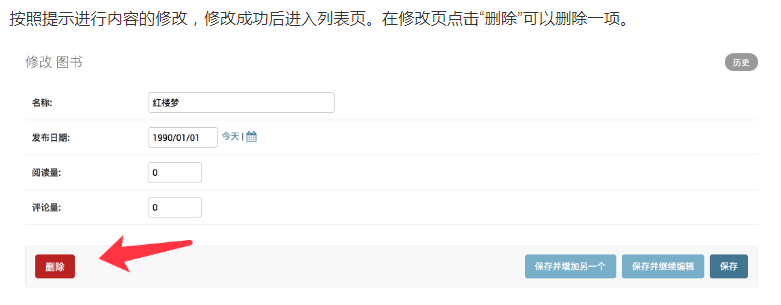 按照提示进行内容的修改，修改成功后进入列表页。在修改页点击“删除”可以删除一项。
修改 图书
历史
名称: 红楼梦
发布日期: 1990/01/01 今天 |
阅读量: 0
评论量: 0
删除 保存并增加另一个 保存并继续编辑 保存